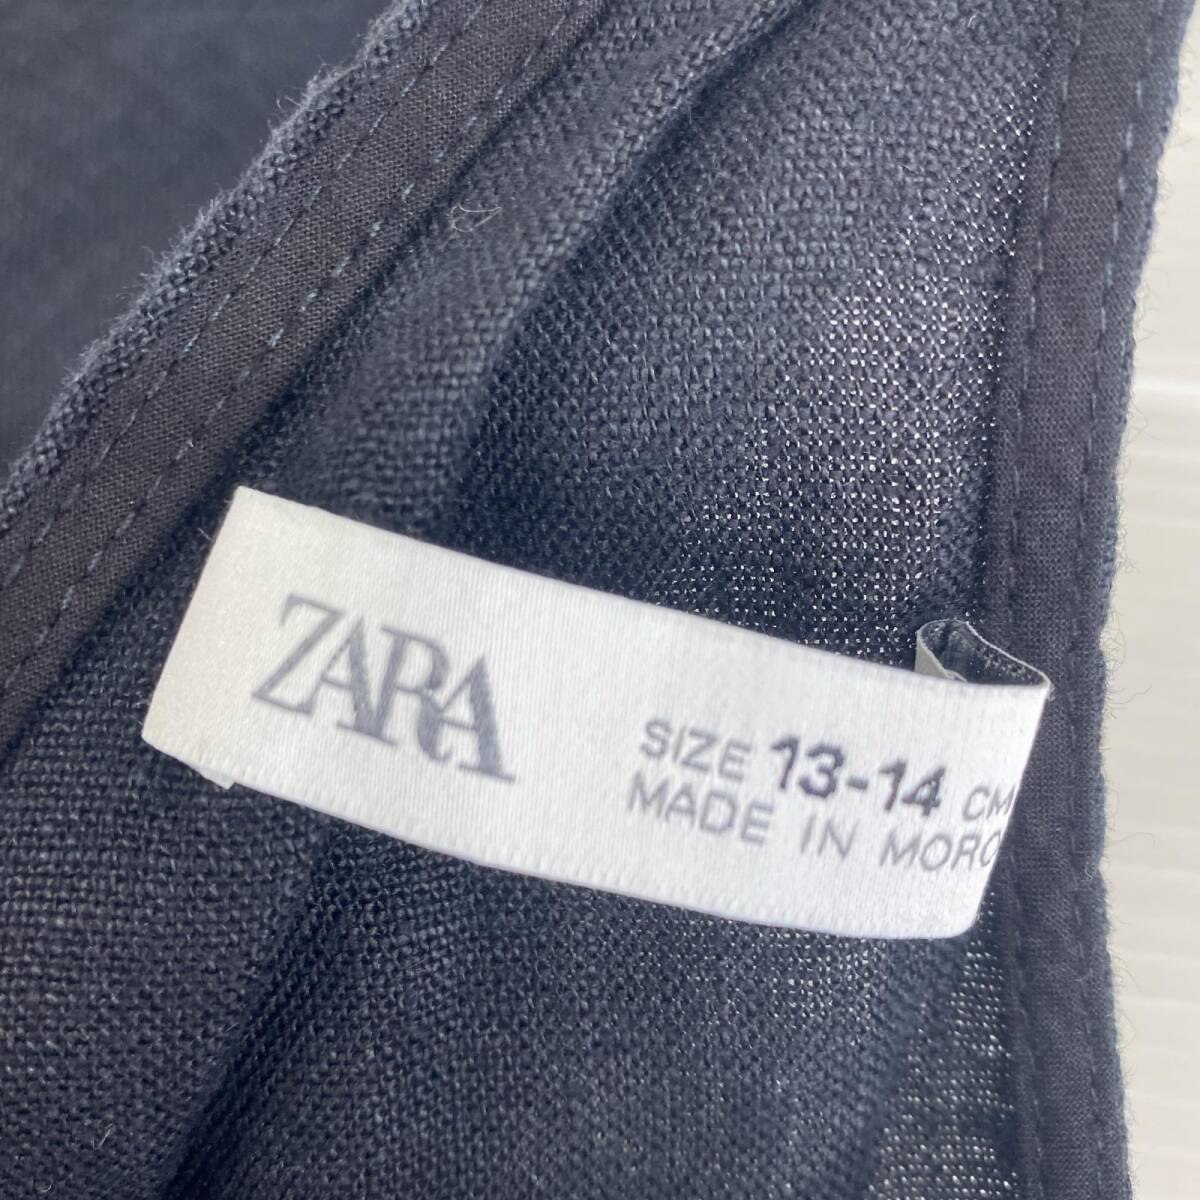 ZARA
SIZE 13-14 CM
MADE IN MORO